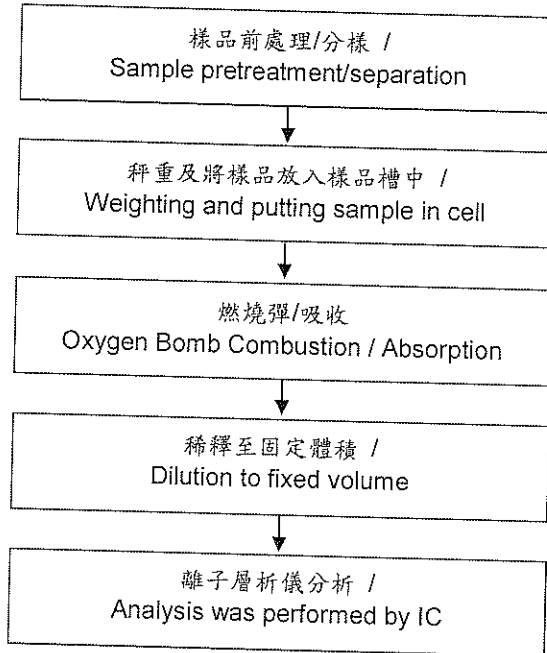 樣品前處理/分樣 /
Sample pretreatment/separation
秤重及將樣品放入樣品槽中 /
Weighting and putting sample in cell
燃燒彈/吸收
Oxygen Bomb Combustion / Absorption
稀釋至固定體積 /
Dilution to fixed volume
離子層析儀分析 /
Analysis was performed by IC